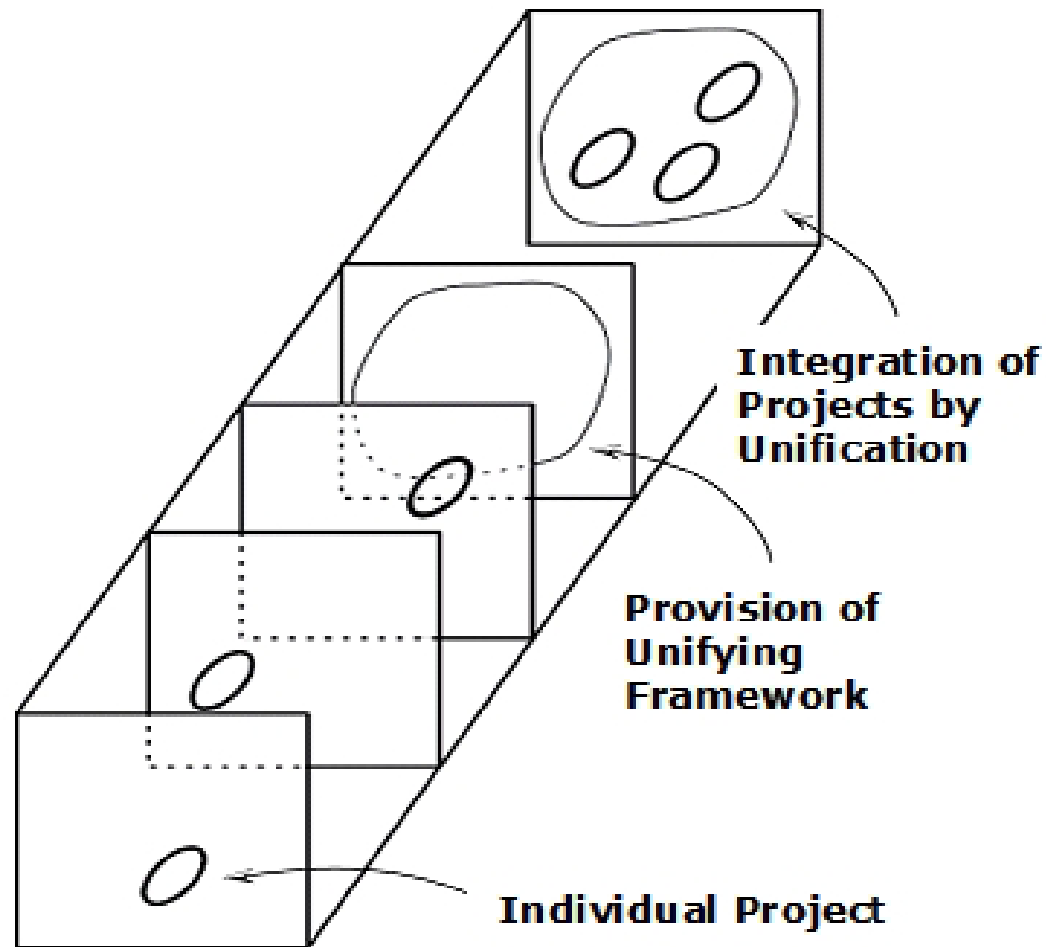 Integration of
Projects by
Unification
Provision of
Unifying
Framework
Individual Project